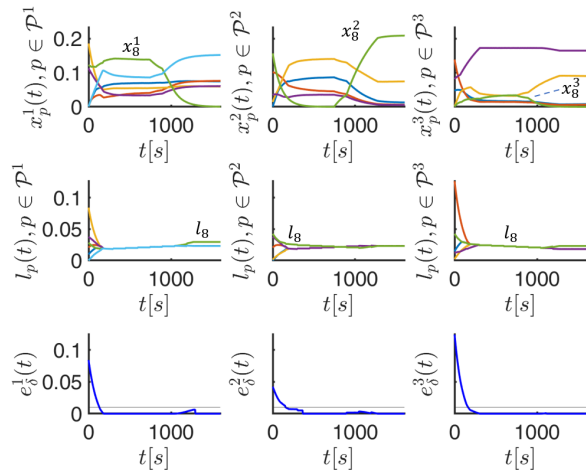 x_p^1(t), p ∈ 𝒫^1
0.2
0.1
0
x_8^1
0
1000
t[s]
x_p^2(t), p ∈ 𝒫^2
x_8^2
0
1000
t[s]
x_p^3(t), p ∈ 𝒫^3
x_8^3
0
1000
t[s]
l_p(t), p ∈ 𝒫^1
0.1
0.05
0
l_8
0
1000
t[s]
l_p(t), p ∈ 𝒫^2
l_8
0
1000
t[s]
l_p(t), p ∈ 𝒫^3
l_8
0
1000
t[s]
e_δ^1(t)
0.1
0.05
0
0
1000
t[s]
e_δ^2(t)
0
1000
t[s]
e_δ^3(t)
0
1000
t[s]